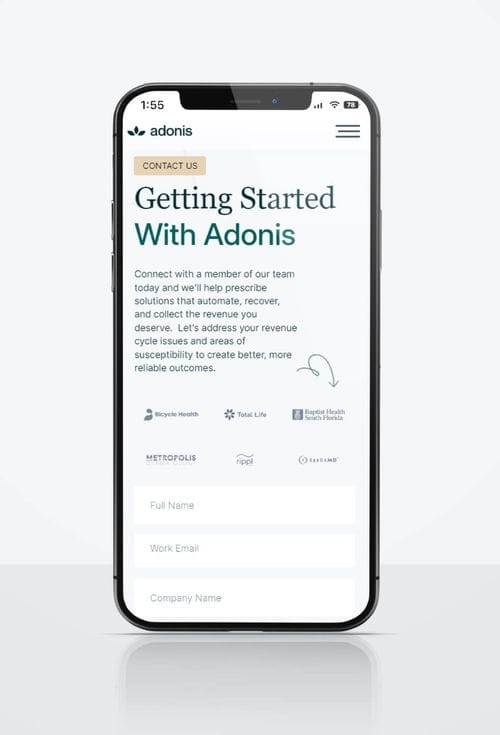 1:55
78
adonis
CONTACT US
Getting Started
With Adonis
Connect with a member of our team
today and we'll help prescribe
solutions that automate, recover,
and collect the revenue you
deserve.  Let's address your revenue
cycle issues and areas of
susceptibility to create better, more
reliable outcomes.
Bicycle Health
Total Life
Baptist Health
South Florida
METROPOLIS
rippl
Full Name
Work Email
Company Name